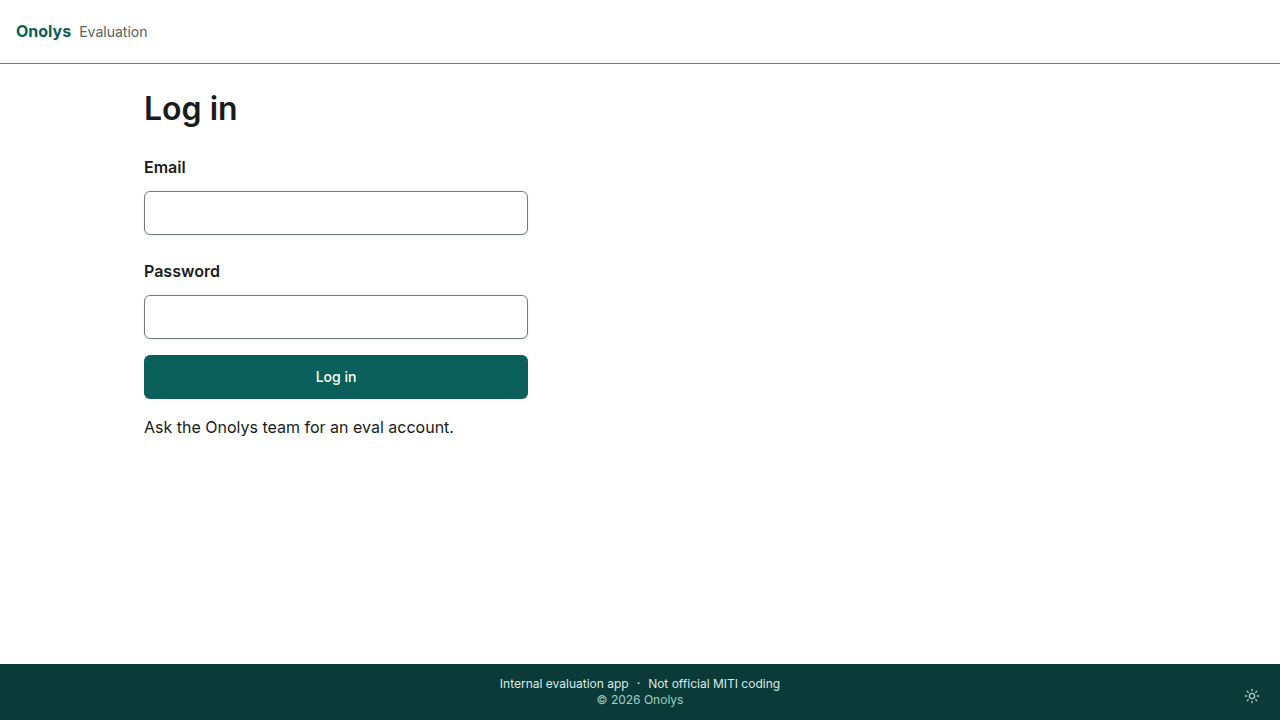 Onolys Evaluation
Log in
Email
Password
Log in
Ask the Onolys team for an eval account.
Internal evaluation app · Not official MITI coding
© 2026 Onolys